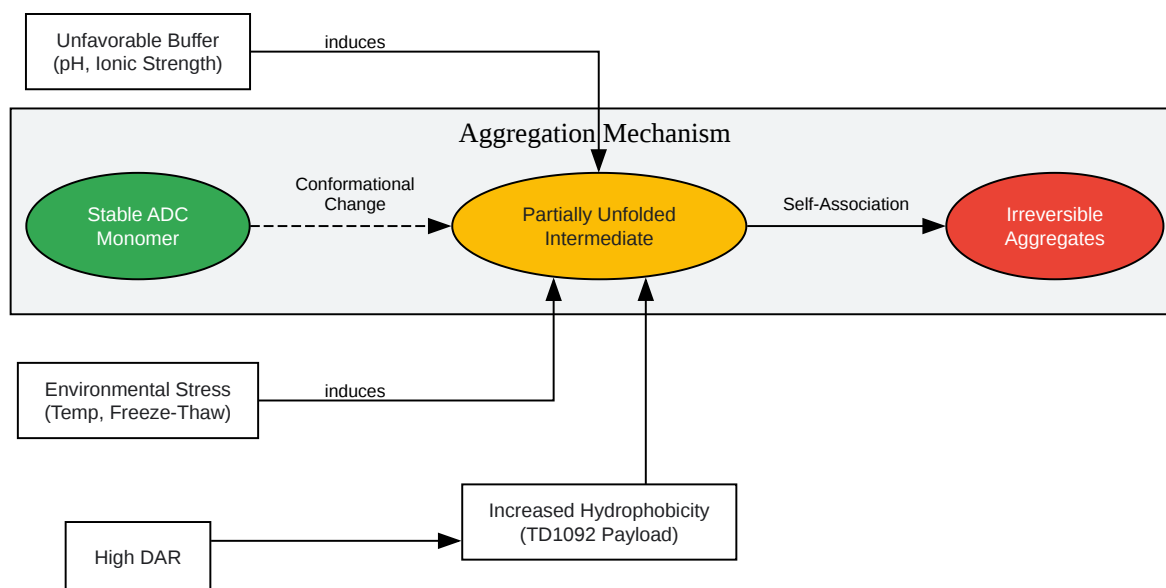 Unfavorable Buffer
(pH, Ionic Strength)
induces
Aggregation Mechanism
Stable ADC
Monomer
Conformational
Change
Partially Unfolded
Intermediate
Self-Association
Irreversible
Aggregates
Environmental Stress
(Temp, Freeze-Thaw)
induces
Increased Hydrophobicity
(TD1092 Payload)
High DAR